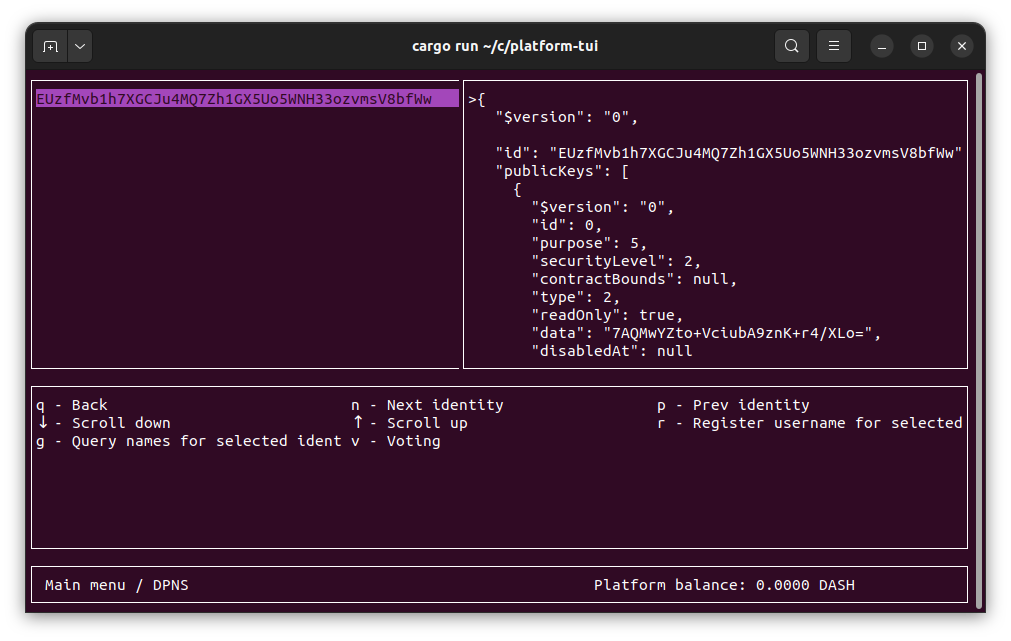 cargo run ~/c/platform-tui
EUzfMvb1h7XGCJu4MQ7Zh1GX5Uo5WNH33ozvmsV8bfWw
>{
"$version": "0",
"id": "EUzfMvb1h7XGCJu4MQ7Zh1GX5Uo5WNH33ozvmsV8bfWw"
"publicKeys": [
{
"$version": "0",
"id": 0,
"purpose": 5,
"securityLevel": 2,
"contractBounds": null,
"type": 2,
"readOnly": true,
"data": "7AQMwYZto+VciubA9znK+r4/XLo=",
"disabledAt": null
q - Back n - Next identity p - Prev identity
↓ - Scroll down ↑ - Scroll up r - Register username for selected
g - Query names for selected ident v - Voting
Main menu / DPNS Platform balance: 0.0000 DASH